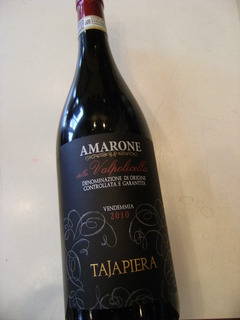 AMARONE
della Valpolicella
DENOMINAZIONE DI ORIGINE
CONTROLLATA E GARANTITA
VENDEMMIA
2010
TAJAPIERA